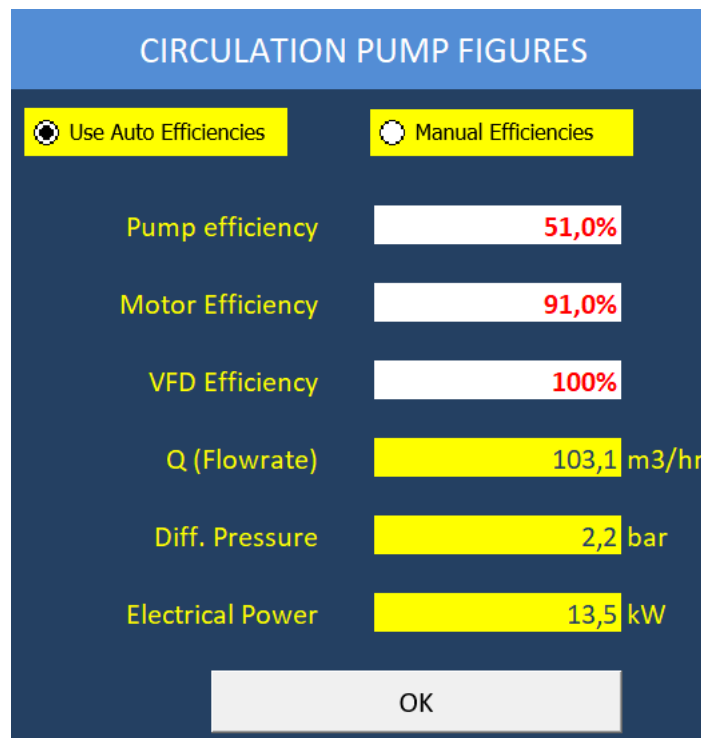 CIRCULATION PUMP FIGURES
Use Auto Efficiencies Manual Efficiencies
Pump efficiency 51,0%
Motor Efficiency 91,0%
VFD Efficiency 100%
Q (Flowrate) 103,1 m3/hr
Diff. Pressure 2,2 bar
Electrical Power 13,5 kW
OK